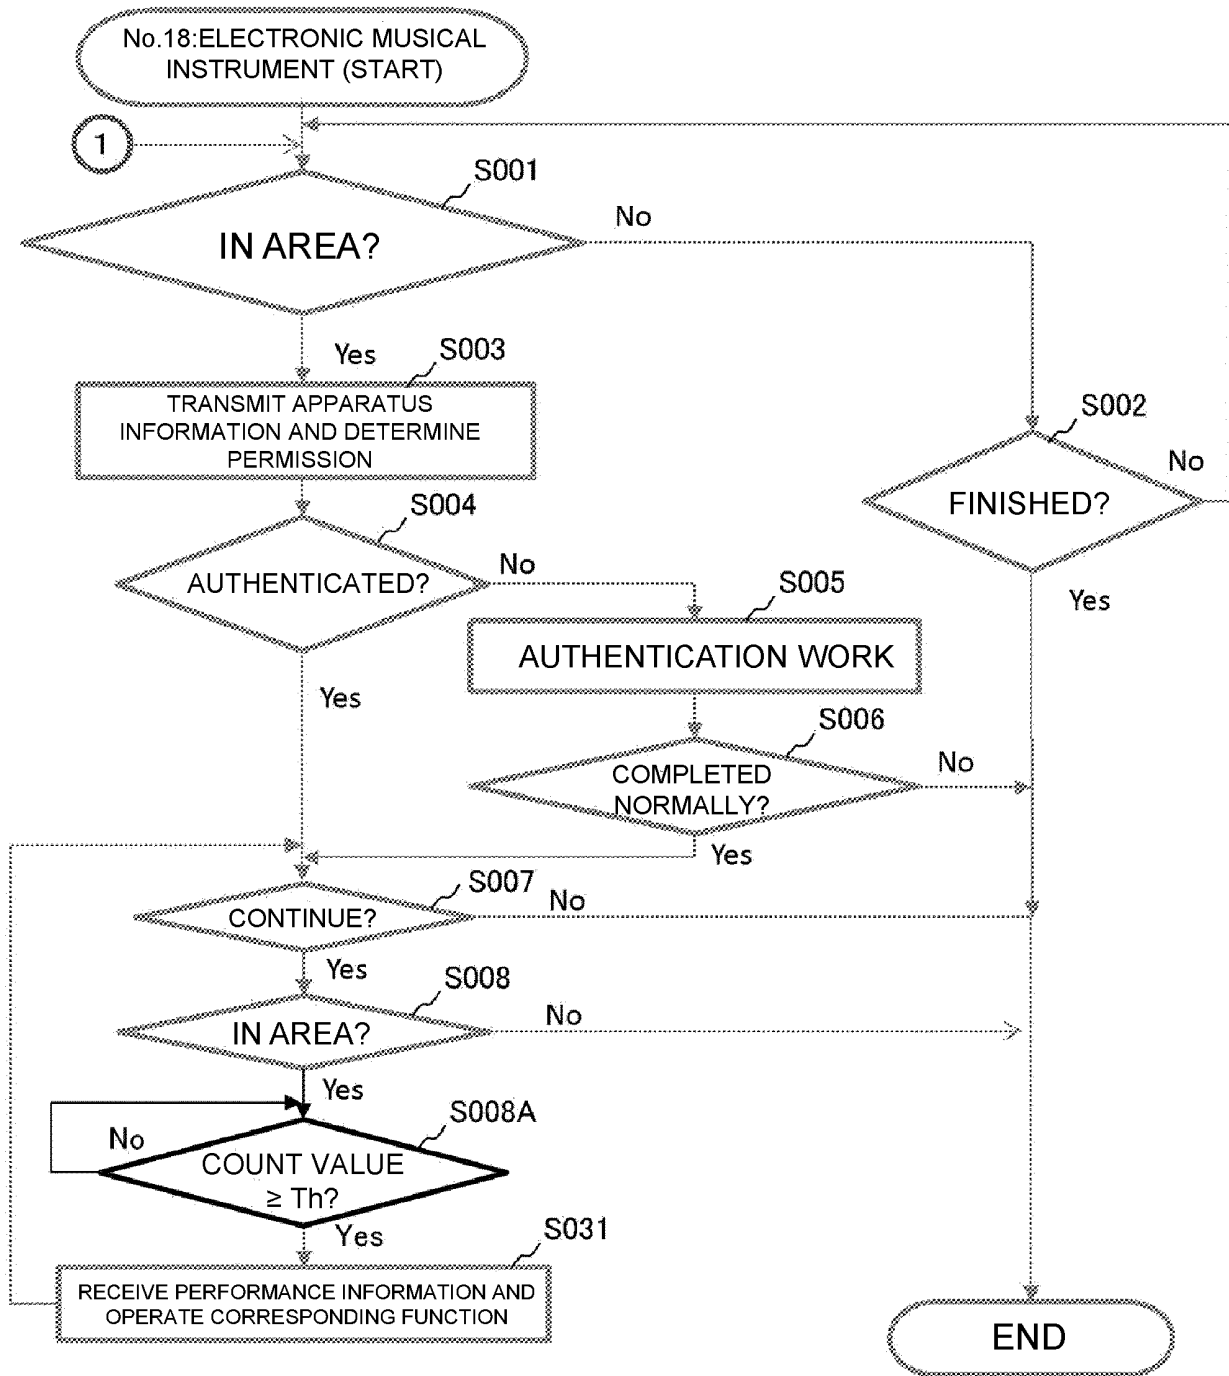 No.18:ELECTRONIC MUSICAL
INSTRUMENT (START)
1
S001
IN AREA?
No
Yes
S003
TRANSMIT APPARATUS
INFORMATION AND DETERMINE
PERMISSION
S002
FINISHED?
No
Yes
S004
AUTHENTICATED?
No
Yes
S005
AUTHENTICATION WORK
S006
COMPLETED
NORMALLY?
No
Yes
S007
CONTINUE?
No
Yes
S008
IN AREA?
No
Yes
S008A
COUNT VALUE
≥ Th?
No
Yes
S031
RECEIVE PERFORMANCE INFORMATION AND
OPERATE CORRESPONDING FUNCTION
END